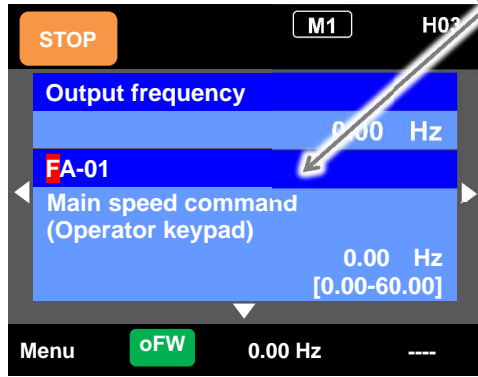 STOP M1 H03
Output frequency
0.00 Hz
FA-01
Main speed command
(Operator keypad)
0.00 Hz
[0.00-60.00]
Menu oFW 0.00 Hz ----